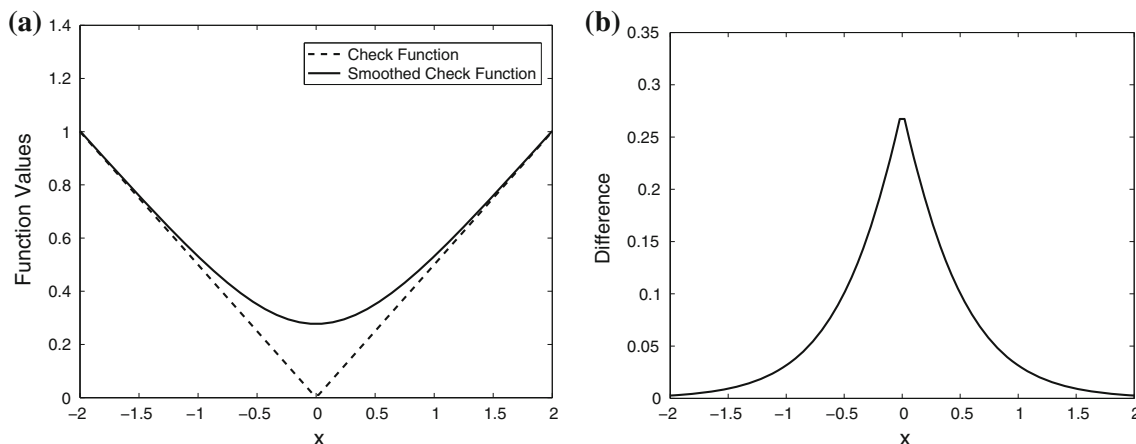 (a)
1.4
1.2
1
0.8
0.6
0.4
0.2
0
Function Values
−2 −1.5 −1 −0.5 0 0.5 1 1.5 2
x
Check Function
Smoothed Check Function
(b)
0.35
0.3
0.25
0.2
0.15
0.1
0.05
0
Difference
−2 −1.5 −1 −0.5 0 0.5 1 1.5 2
x